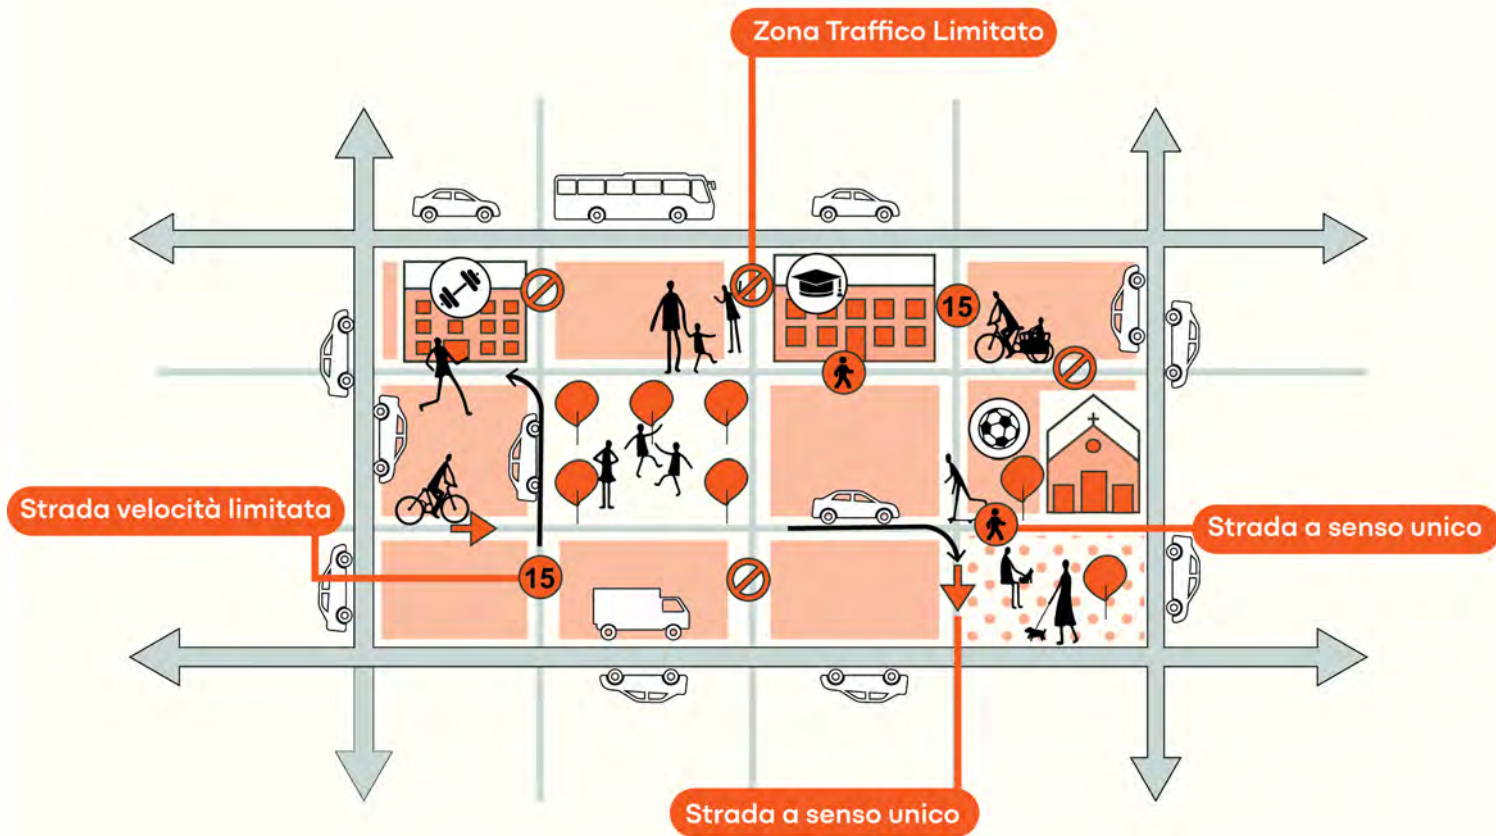 Zona Traffico Limitato
15
Strada velocità limitata
Strada a senso unico
15
Strada a senso unico